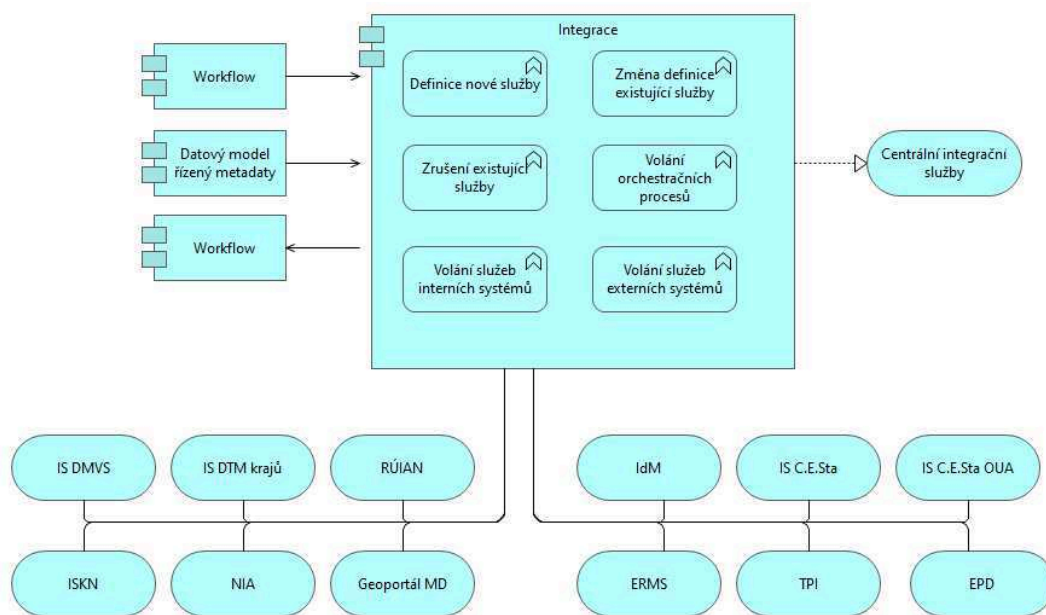 Integrace
Workflow
Definice nové služby
Změna definice
existující služby
Datový model
řízený metadaty
Zrušení existující
služby
Volání
orchestračních
procesů
Centrální integrační
služby
Workflow
Volání služeb
interních systémů
Volání služeb
externích systémů
IS DMVS
IS DTM krajů
RÚIAN
IdM
IS C.E.Sta
IS C.E.Sta OUA
ISKN
NIA
Geoportál MD
ERMS
TPI
EPD